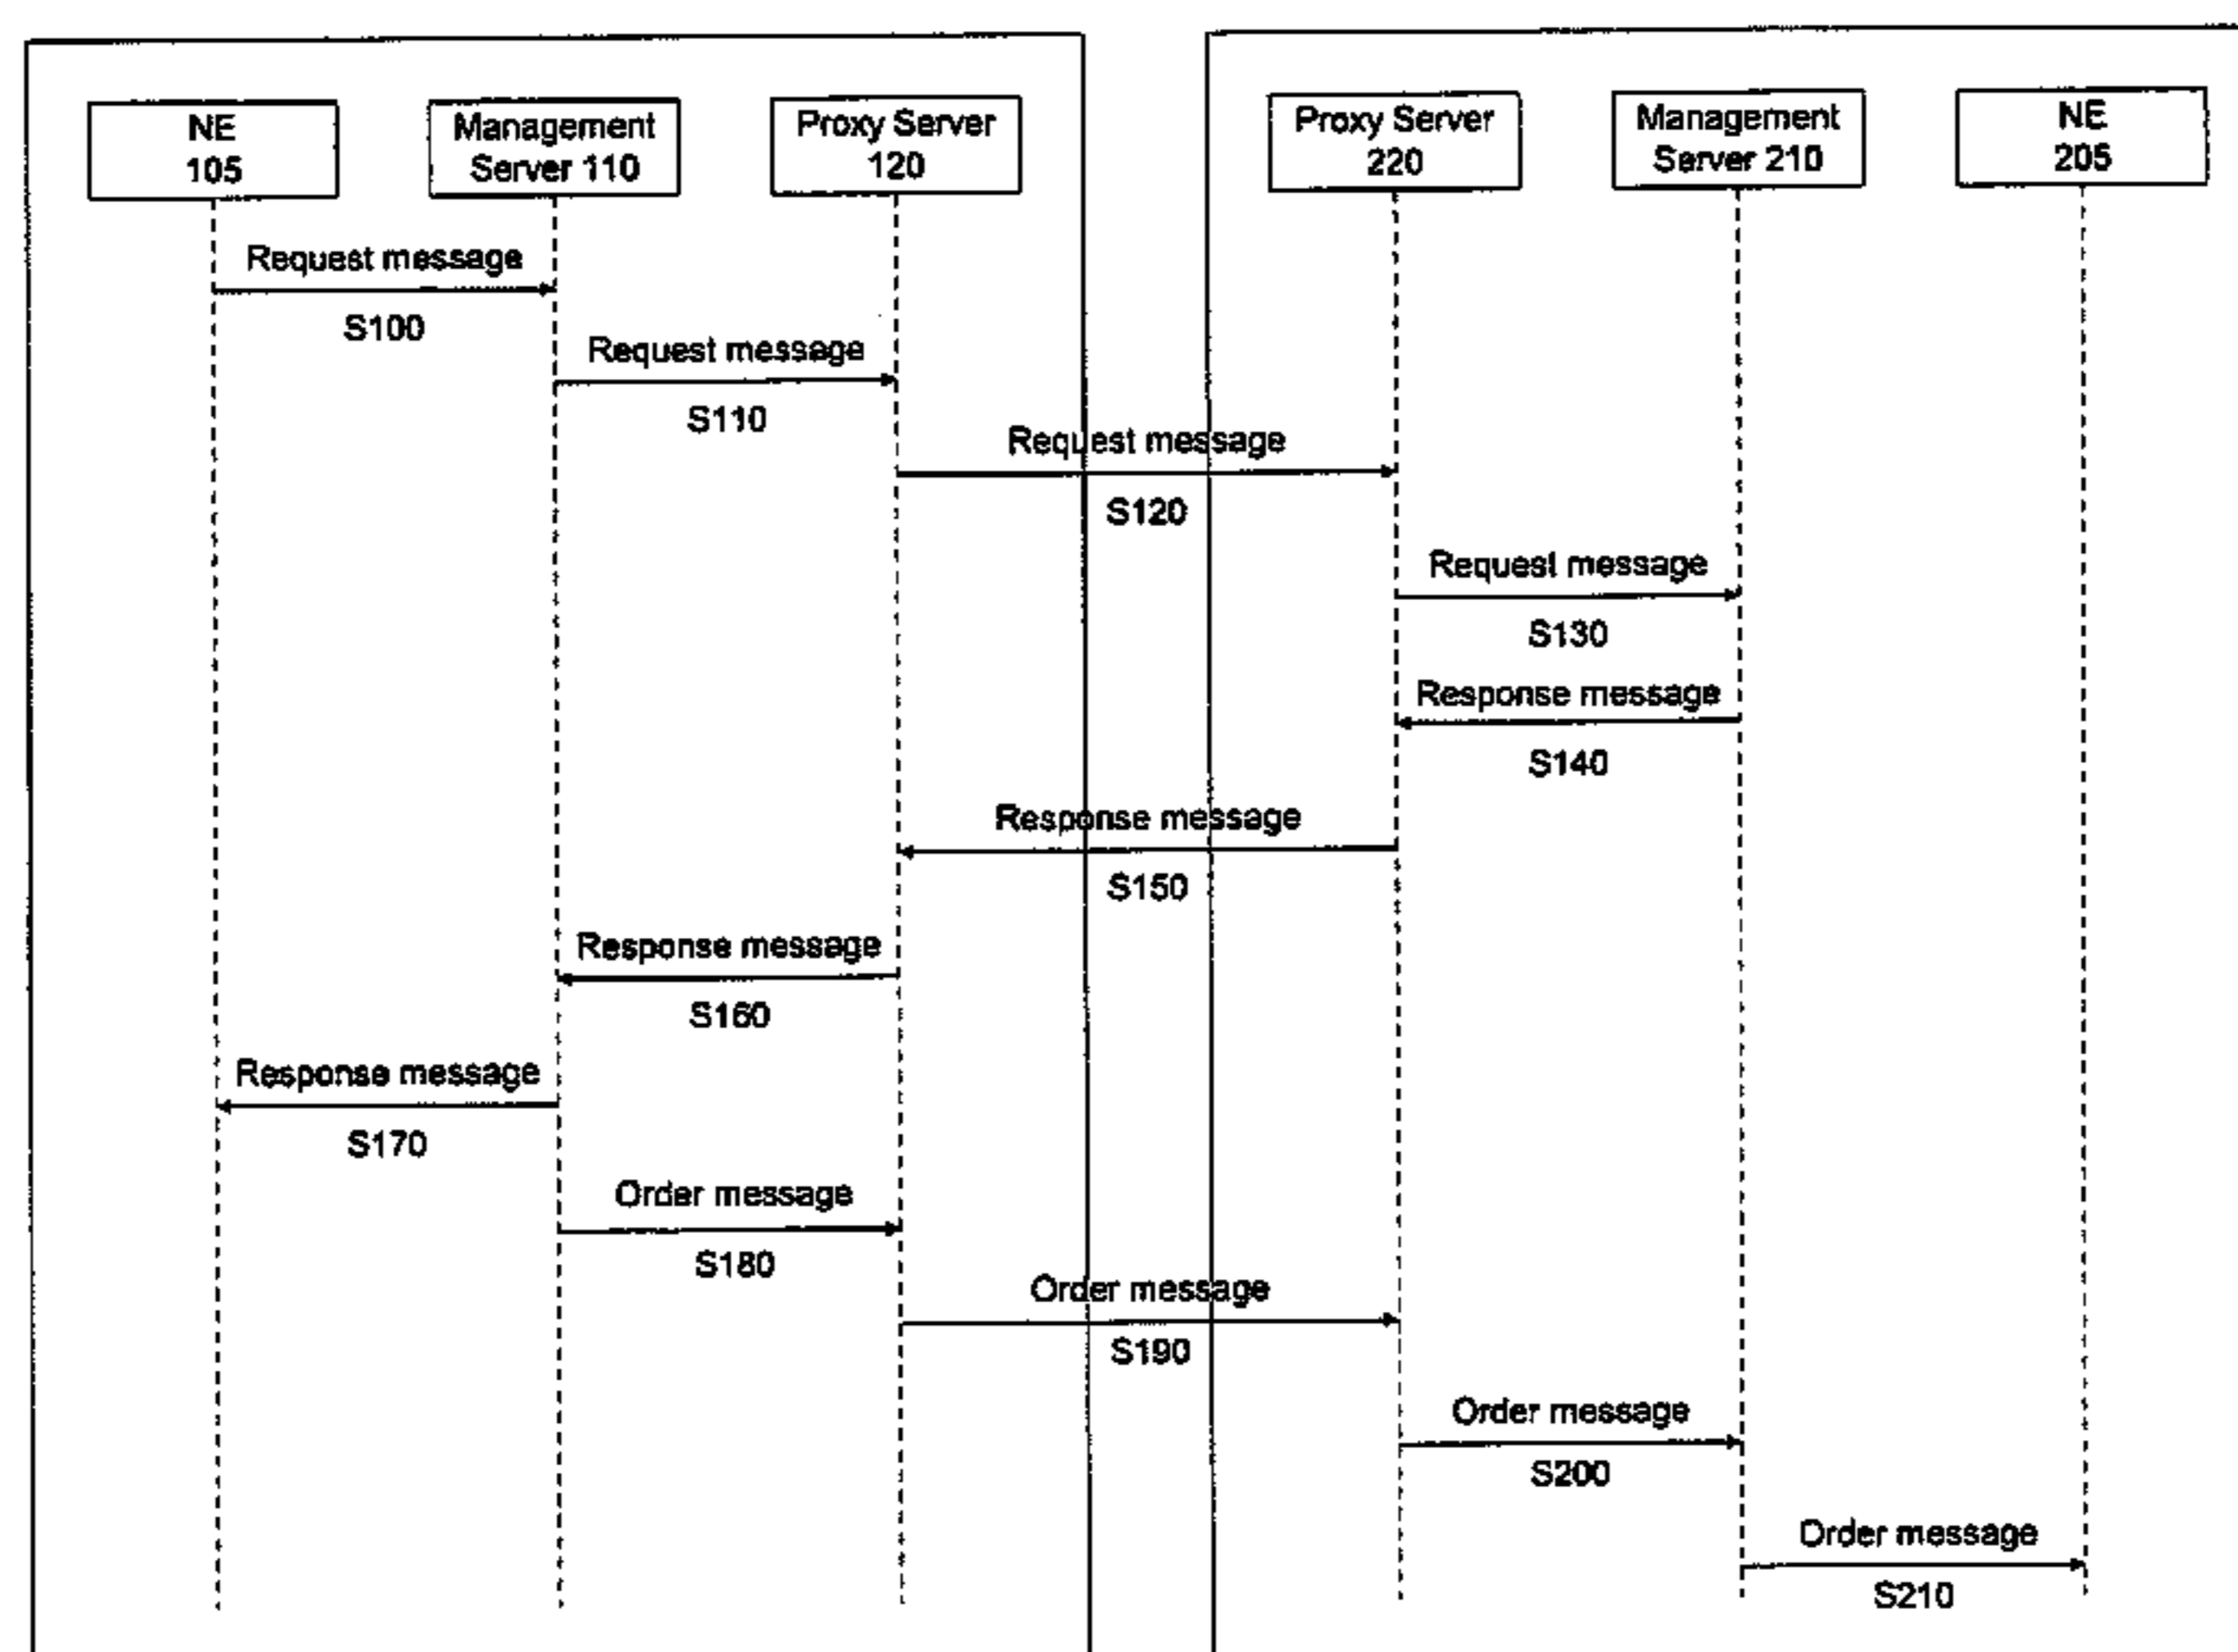 NE
105
Management
Server 110
Proxy Server
120
Proxy Server
220
Management
Server 210
NE
205
Request message
S100
Request message
S110
Request message
S120
Request message
S130
Response message
S140
Response message
S150
Response message
S160
Response message
S170
Order message
S180
Order message
S190
Order message
S200
Order message
S210